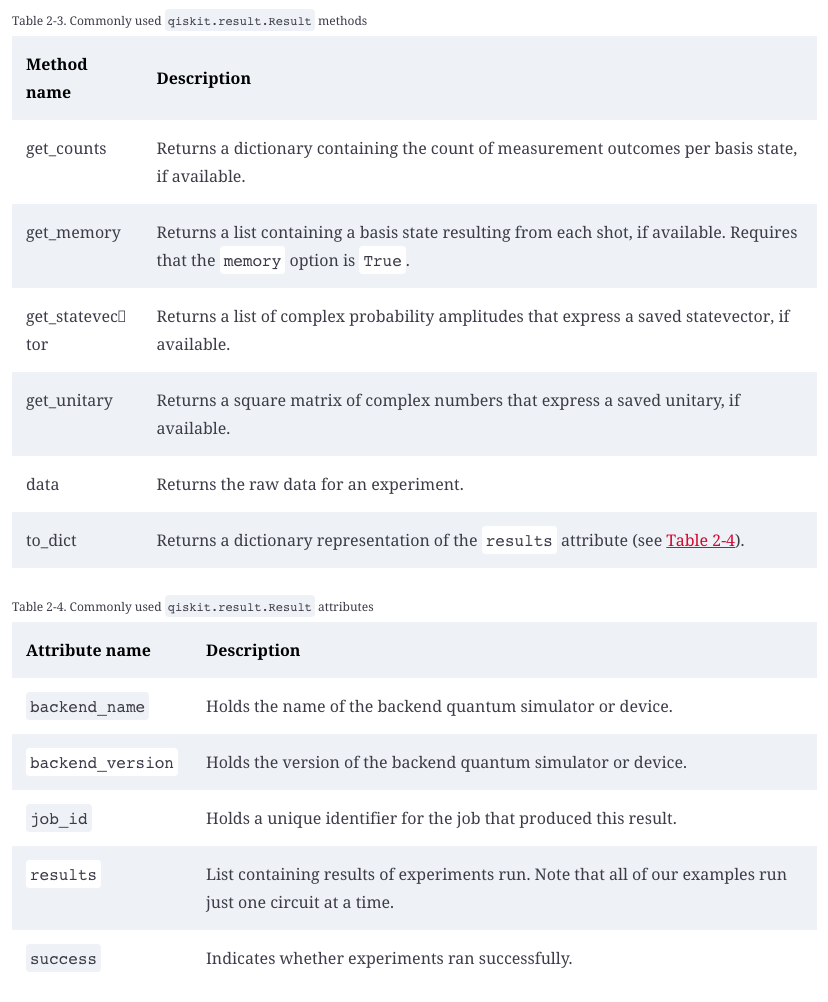 Table 2-3. Commonly used qiskit.result.Result methods
Method
name
Description
get_counts
Returns a dictionary containing the count of measurement outcomes per basis state,
if available.
get_memory
Returns a list containing a basis state resulting from each shot, if available. Requires
that the memory option is True.
get_statevec▯
tor
Returns a list of complex probability amplitudes that express a saved statevector, if
available.
get_unitary
Returns a square matrix of complex numbers that express a saved unitary, if
available.
data
Returns the raw data for an experiment.
to_dict
Returns a dictionary representation of the results attribute (see Table 2-4).
Table 2-4. Commonly used qiskit.result.Result attributes
Attribute name
Description
backend_name
Holds the name of the backend quantum simulator or device.
backend_version
Holds the version of the backend quantum simulator or device.
job_id
Holds a unique identifier for the job that produced this result.
results
List containing results of experiments run. Note that all of our examples run
just one circuit at a time.
success
Indicates whether experiments ran successfully.